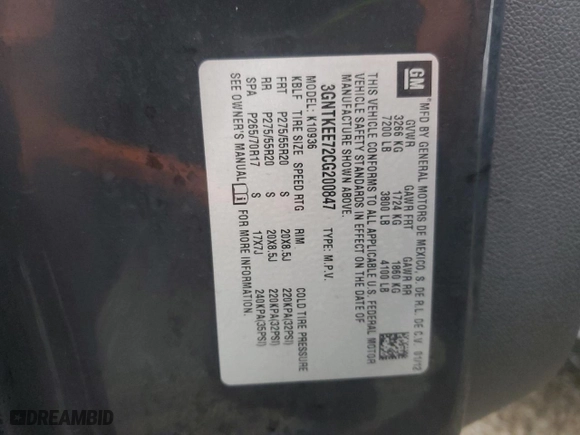 GM
MFD BY GENERAL MOTORS DE MEXICO, S. DE R.L. DE C.V. 01/12
GVWR GAWR FRT GAWR RR
3266 KG 1724 KG 1860 KG
7200 LB 3800 LB 4100 LB
THIS VEHICLE CONFORMS TO ALL APPLICABLE U.S. FEDERAL MOTOR
VEHICLE SAFETY STANDARDS IN EFFECT ON THE DATE OF
MANUFACTURE SHOWN ABOVE.
3GNTKEE72CG200847 TYPE: M.P.V.
MODEL: K10936
KBLF TIRE SIZE SPEED RTG RIM COLD TIRE PRESSURE
FRT P275/55R20 S 20X8.5J 220KPA(32PSI)
RR P275/55R20 S 20X8.5J 220KPA(32PSI)
SPA P265/70R17 S 17X7J 240KPA(35PSI)
SEE OWNER'S MANUAL i FOR MORE INFORMATION.
DREAMBID